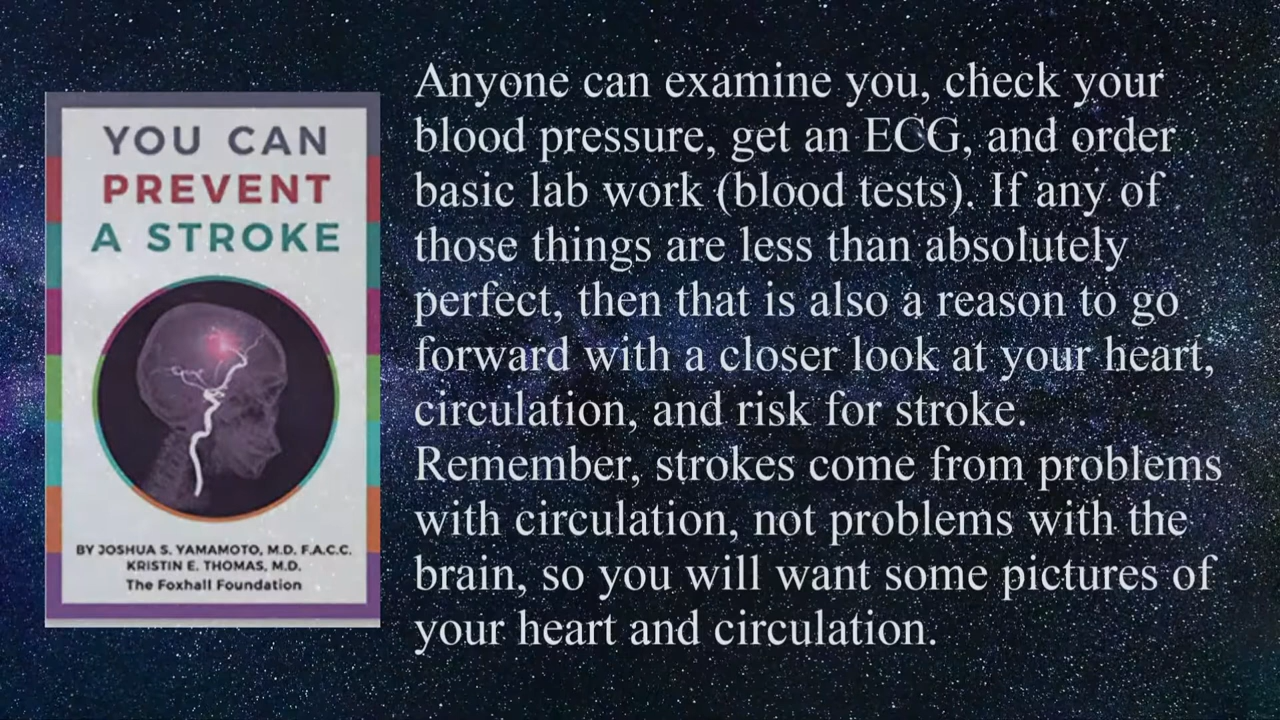 YOU CAN
PREVENT
A STROKE
BY JOSHUA S. YAMAMOTO, M.D. F.A.C.C.
KRISTIN E. THOMAS, M.D.
The Foxhall Foundation
Anyone can examine you, check your
blood pressure, get an ECG, and order
basic lab work (blood tests). If any of
those things are less than absolutely
perfect, then that is also a reason to go
forward with a closer look at your heart,
circulation, and risk for stroke.
Remember, strokes come from problems
with circulation, not problems with the
brain, so you will want some pictures of
your heart and circulation.